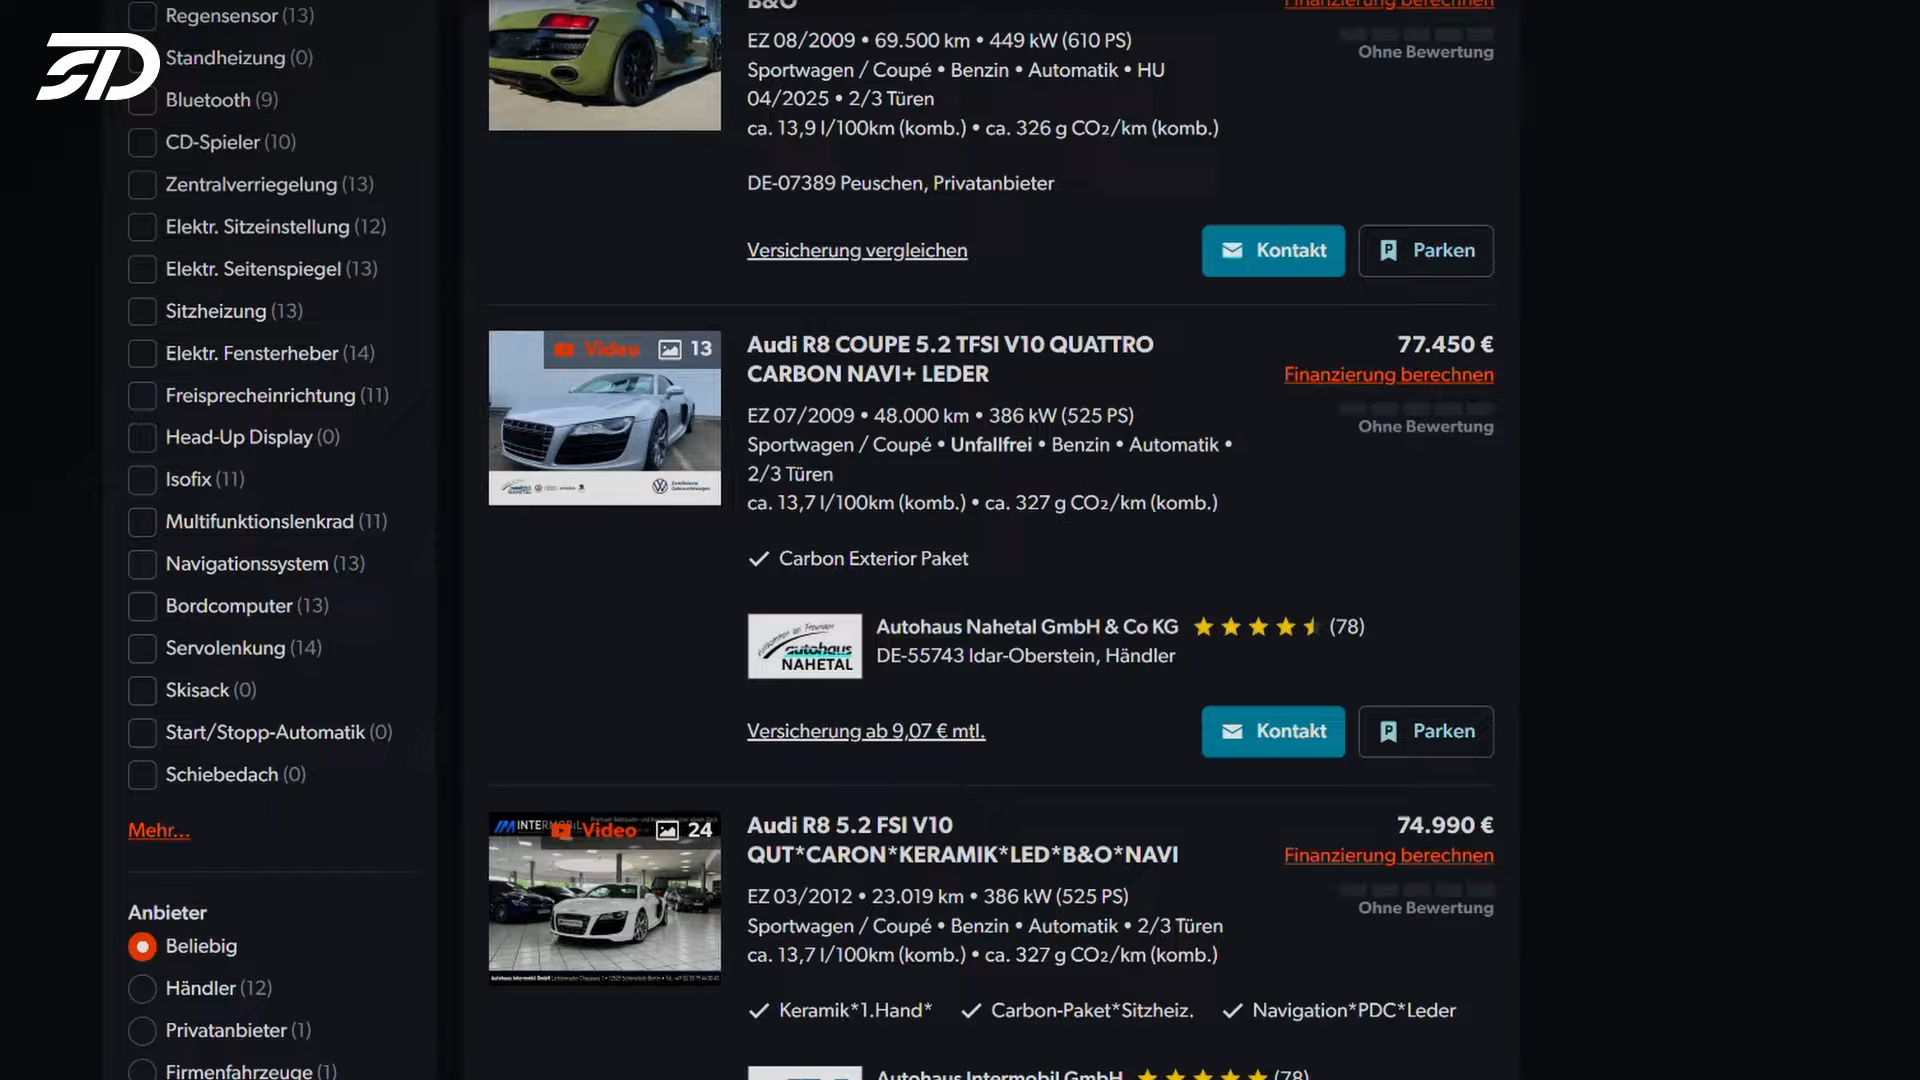 Regensensor (13)
Standheizung (0)
Bluetooth (9)
CD-Spieler (10)
Zentralverriegelung (13)
Elektr. Sitzeinstellung (12)
Elektr. Seitenspiegel (13)
Sitzheizung (13)
Elektr. Fensterheber (14)
Freisprecheinrichtung (11)
Head-Up Display (0)
Isofix (11)
Multifunktionslenkrad (11)
Navigationssystem (13)
Bordcomputer (13)
Servolenkung (14)
Skisack (0)
Start/Stopp-Automatik (0)
Schiebedach (0)
Mehr...
Anbieter
Beliebig
Händler (12)
Privatanbieter (1)
Firmenfahrzeuge (1)
B&O
Finanzierung berechnen
EZ 08/2009 • 69.500 km • 449 kW (610 PS)
Ohne Bewertung
Sportwagen / Coupé • Benzin • Automatik • HU
04/2025 • 2/3 Türen
ca. 13,9 l/100km (komb.) • ca. 326 g CO₂/km (komb.)
DE-07389 Peuschen, Privatanbieter
Versicherung vergleichen
Kontakt
Parken
Video
13
Audi R8 COUPE 5.2 TFSI V10 QUATTRO
CARBON NAVI+ LEDER
77.450 €
Finanzierung berechnen
EZ 07/2009 • 48.000 km • 386 kW (525 PS)
Ohne Bewertung
Sportwagen / Coupé • Unfallfrei • Benzin • Automatik •
2/3 Türen
ca. 13,7 l/100km (komb.) • ca. 327 g CO₂/km (komb.)
Carbon Exterior Paket
autohaus
NAHETAL
Autohaus Nahetal GmbH & Co KG (78)
DE-55743 Idar-Oberstein, Händler
Versicherung ab 9,07 € mtl.
Kontakt
Parken
INTERMOBIL
Video
24
Audi R8 5.2 FSI V10
QUT*CARON*KERAMIK*LED*B&O*NAVI
74.990 €
Finanzierung berechnen
EZ 03/2012 • 23.019 km • 386 kW (525 PS)
Ohne Bewertung
Sportwagen / Coupé • Benzin • Automatik • 2/3 Türen
ca. 13,7 l/100km (komb.) • ca. 327 g CO₂/km (komb.)
Keramik*1.Hand*
Carbon-Paket*Sitzheiz.
Navigation*PDC*Leder
Autohaus Intermobil GmbH (78)